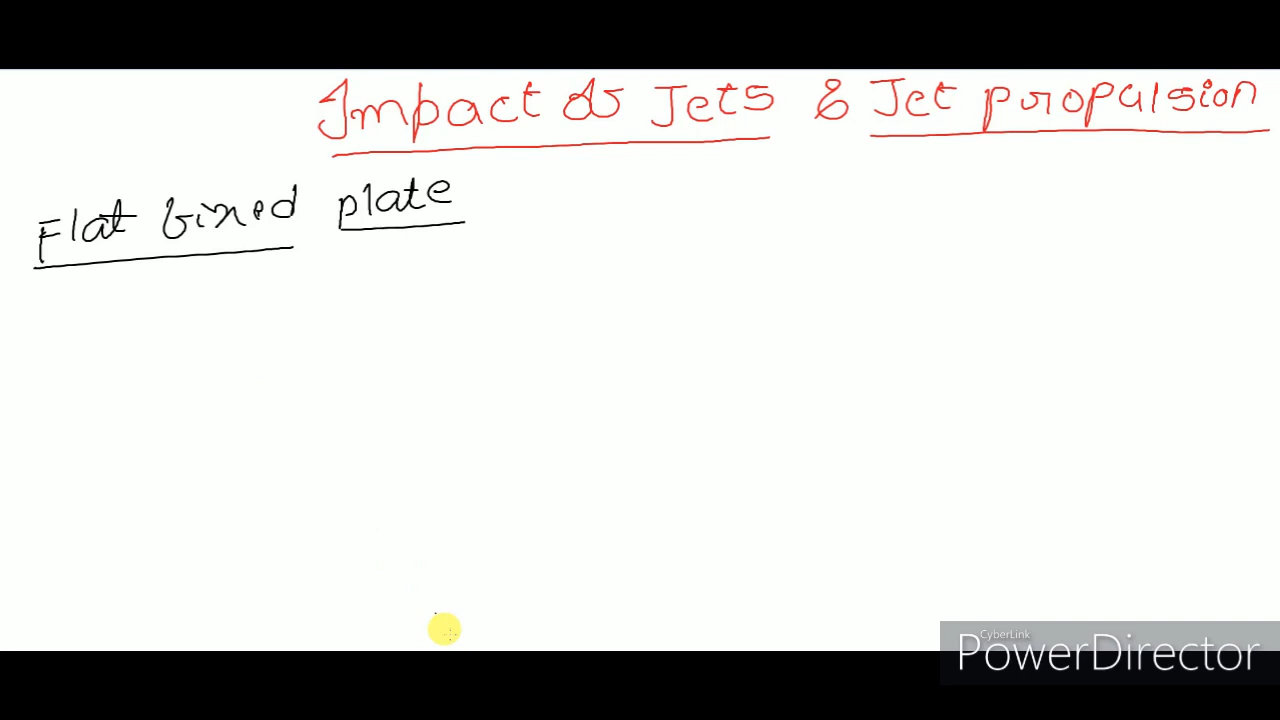 Impact of Jets & Jet propulsion
Flat fixed plate
CyberLink
PowerDirector